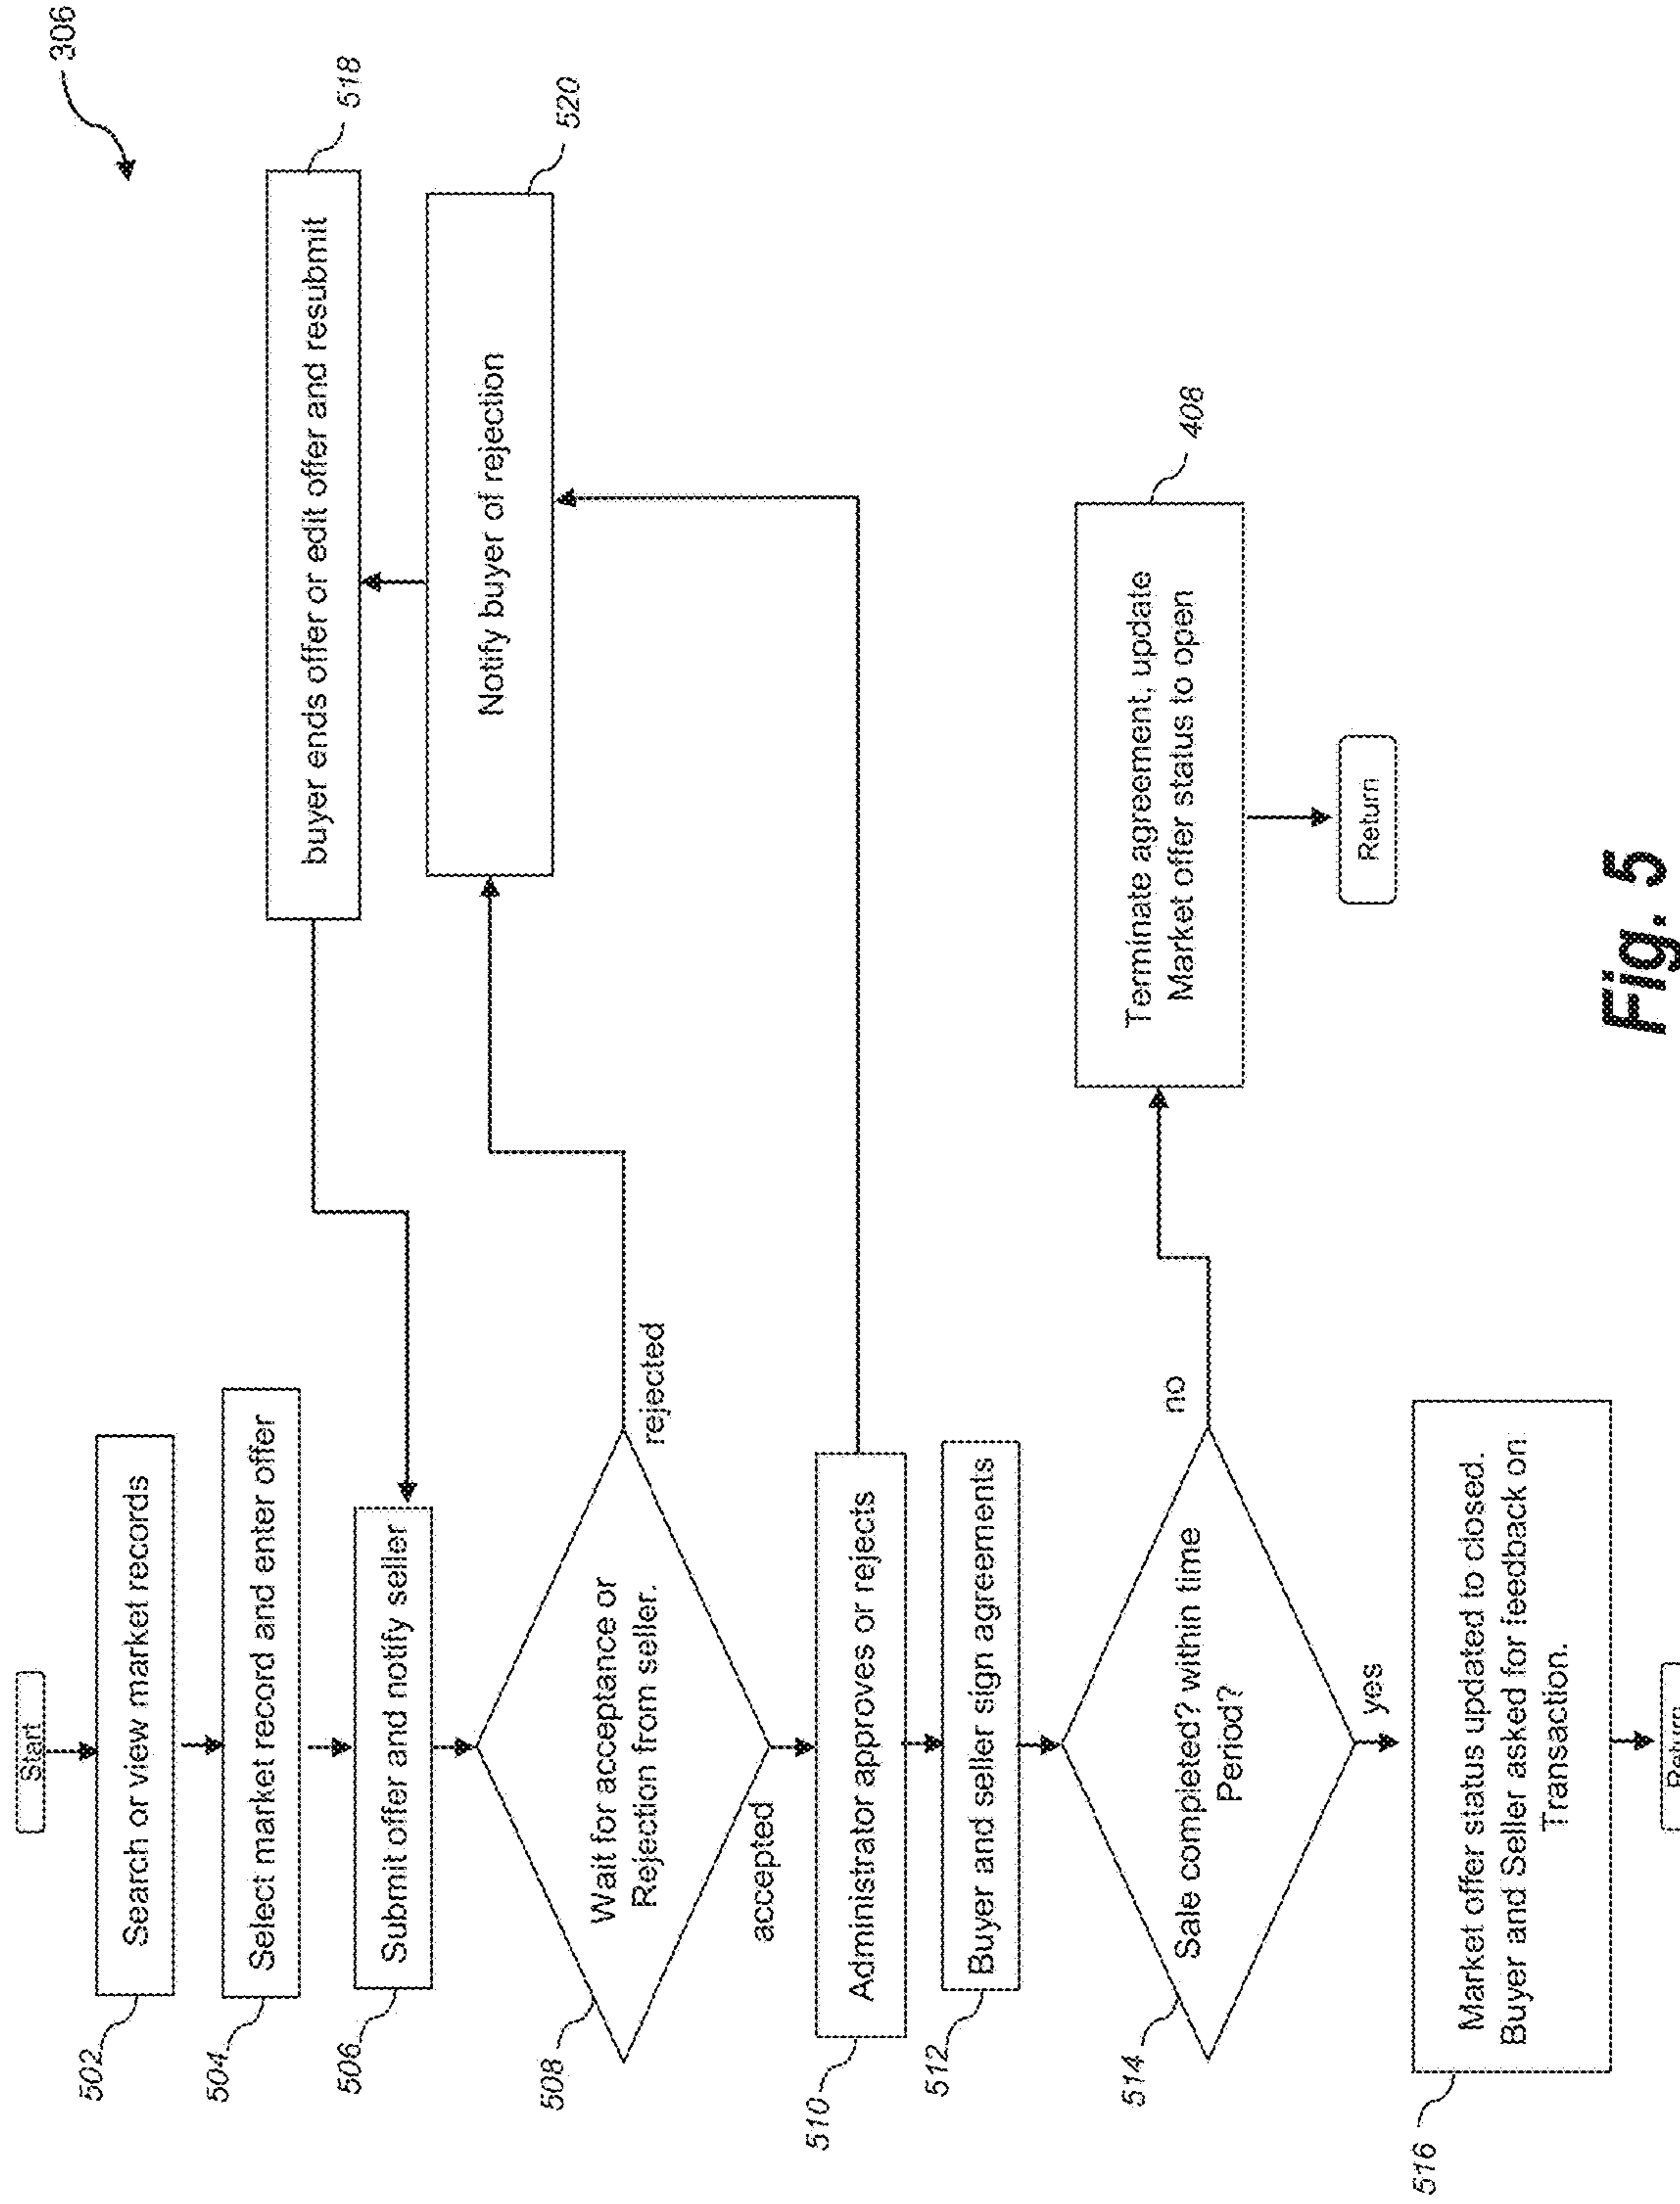 306
Start
502
Search or view market records
504
Select market record and enter offer
506
Submit offer and notify seller
518
buyer ends offer or edit offer and resubmit
520
Notify buyer of rejection
508
Wait for acceptance or
Rejection from seller.
rejected
accepted
510
Administrator approves or rejects
512
Buyer and seller sign agreements
514
Sale completed? within time
Period?
no
408
Terminate agreement, update
Market offer status to open
Return
yes
516
Market offer status updated to closed.
Buyer and Seller asked for feedback on
Transaction.
Return
Fig. 5